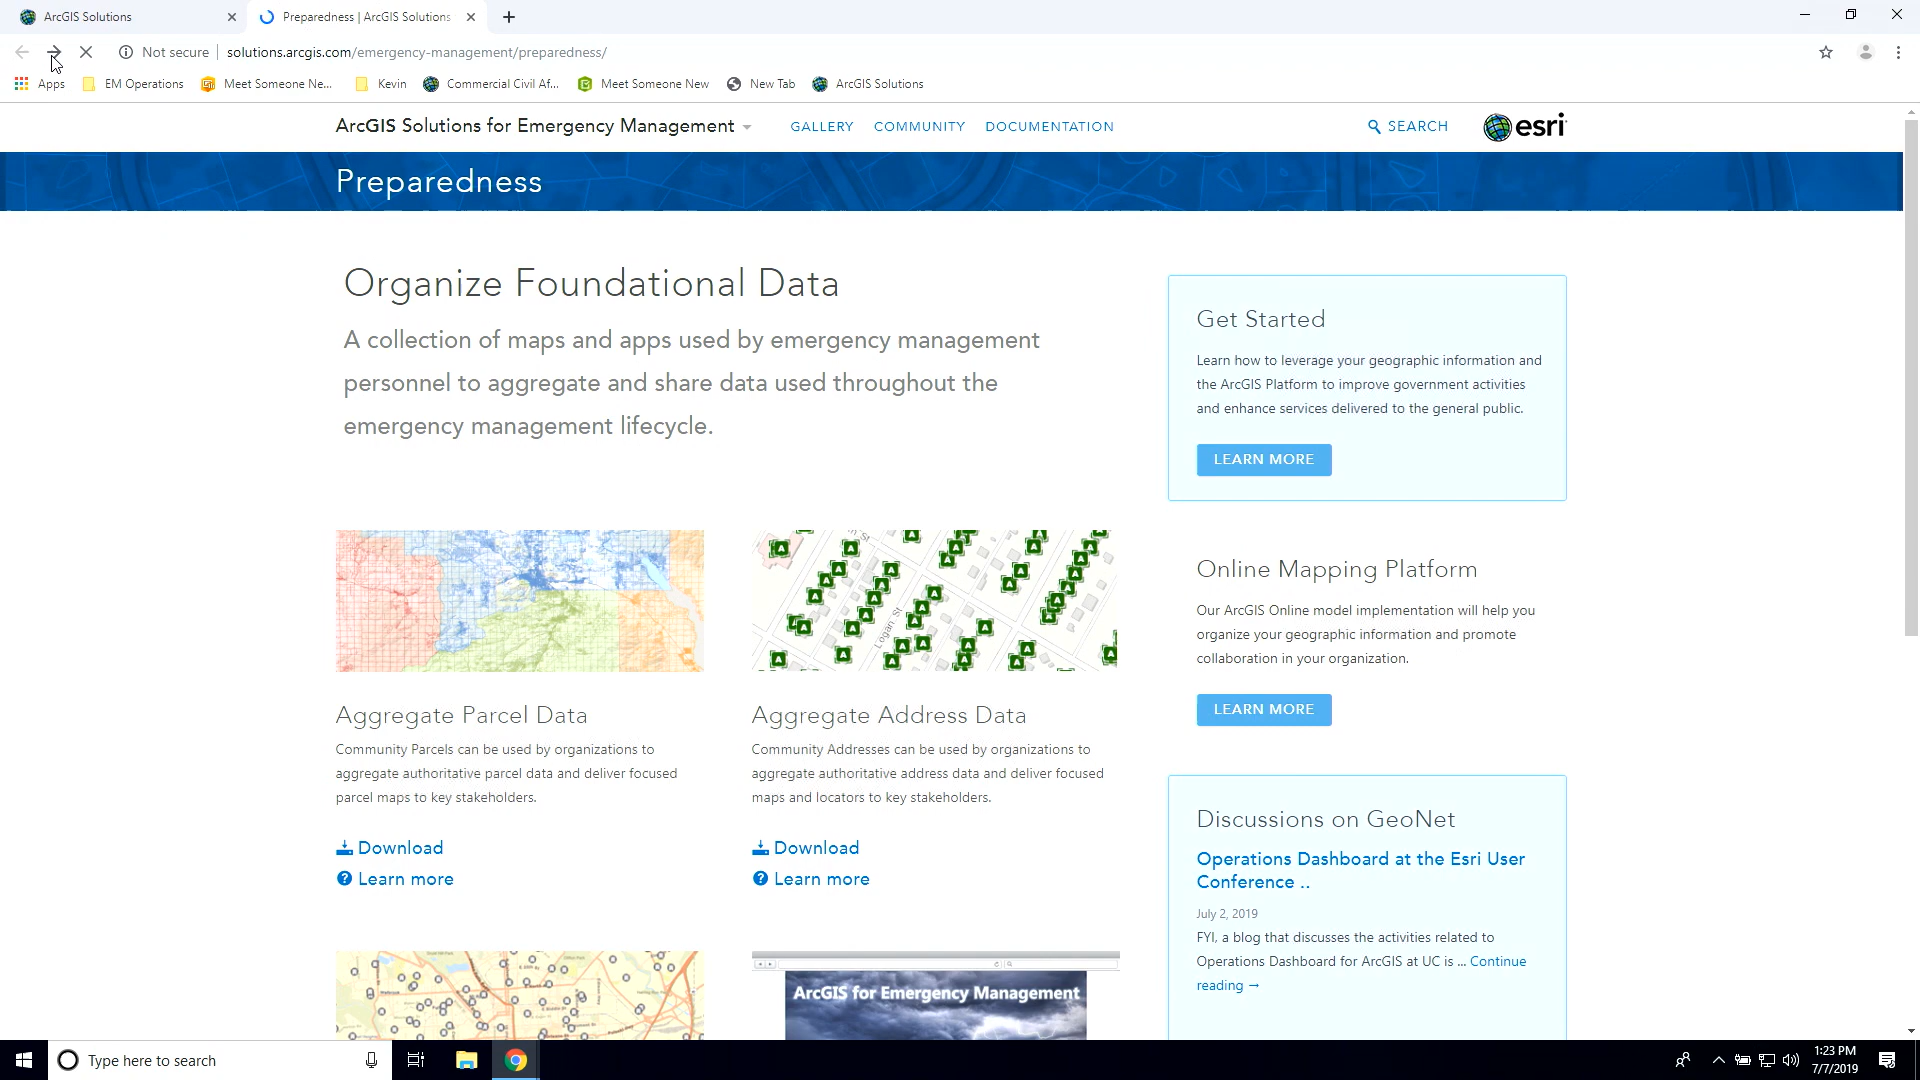 ArcGIS Solutions
Preparedness | ArcGIS Solutions
Not secure
solutions.arcgis.com/emergency-management/preparedness/
Apps
EM Operations
Meet Someone Ne...
Kevin
Commercial Civil Af...
Meet Someone New
New Tab
ArcGIS Solutions
ArcGIS Solutions for Emergency Management
GALLERY
COMMUNITY
DOCUMENTATION
SEARCH
esri
Preparedness
Organize Foundational Data
A collection of maps and apps used by emergency management
personnel to aggregate and share data used throughout the
emergency management lifecycle.
Get Started
Learn how to leverage your geographic information and
the ArcGIS Platform to improve government activities
and enhance services delivered to the general public.
LEARN MORE
Logan St
Aggregate Parcel Data
Community Parcels can be used by organizations to
aggregate authoritative parcel data and deliver focused
parcel maps to key stakeholders.
Download
Learn more
Aggregate Address Data
Community Addresses can be used by organizations to
aggregate authoritative address data and deliver focused
maps and locators to key stakeholders.
Download
Learn more
Online Mapping Platform
Our ArcGIS Online model implementation will help you
organize your geographic information and promote
collaboration in your organization.
LEARN MORE
Discussions on GeoNet
Operations Dashboard at the Esri User
Conference ..
July 2, 2019
FYI, a blog that discusses the activities related to
Operations Dashboard for ArcGIS at UC is ... Continue
reading →
ArcGIS for Emergency Management
Type here to search
1:23 PM
7/7/2019